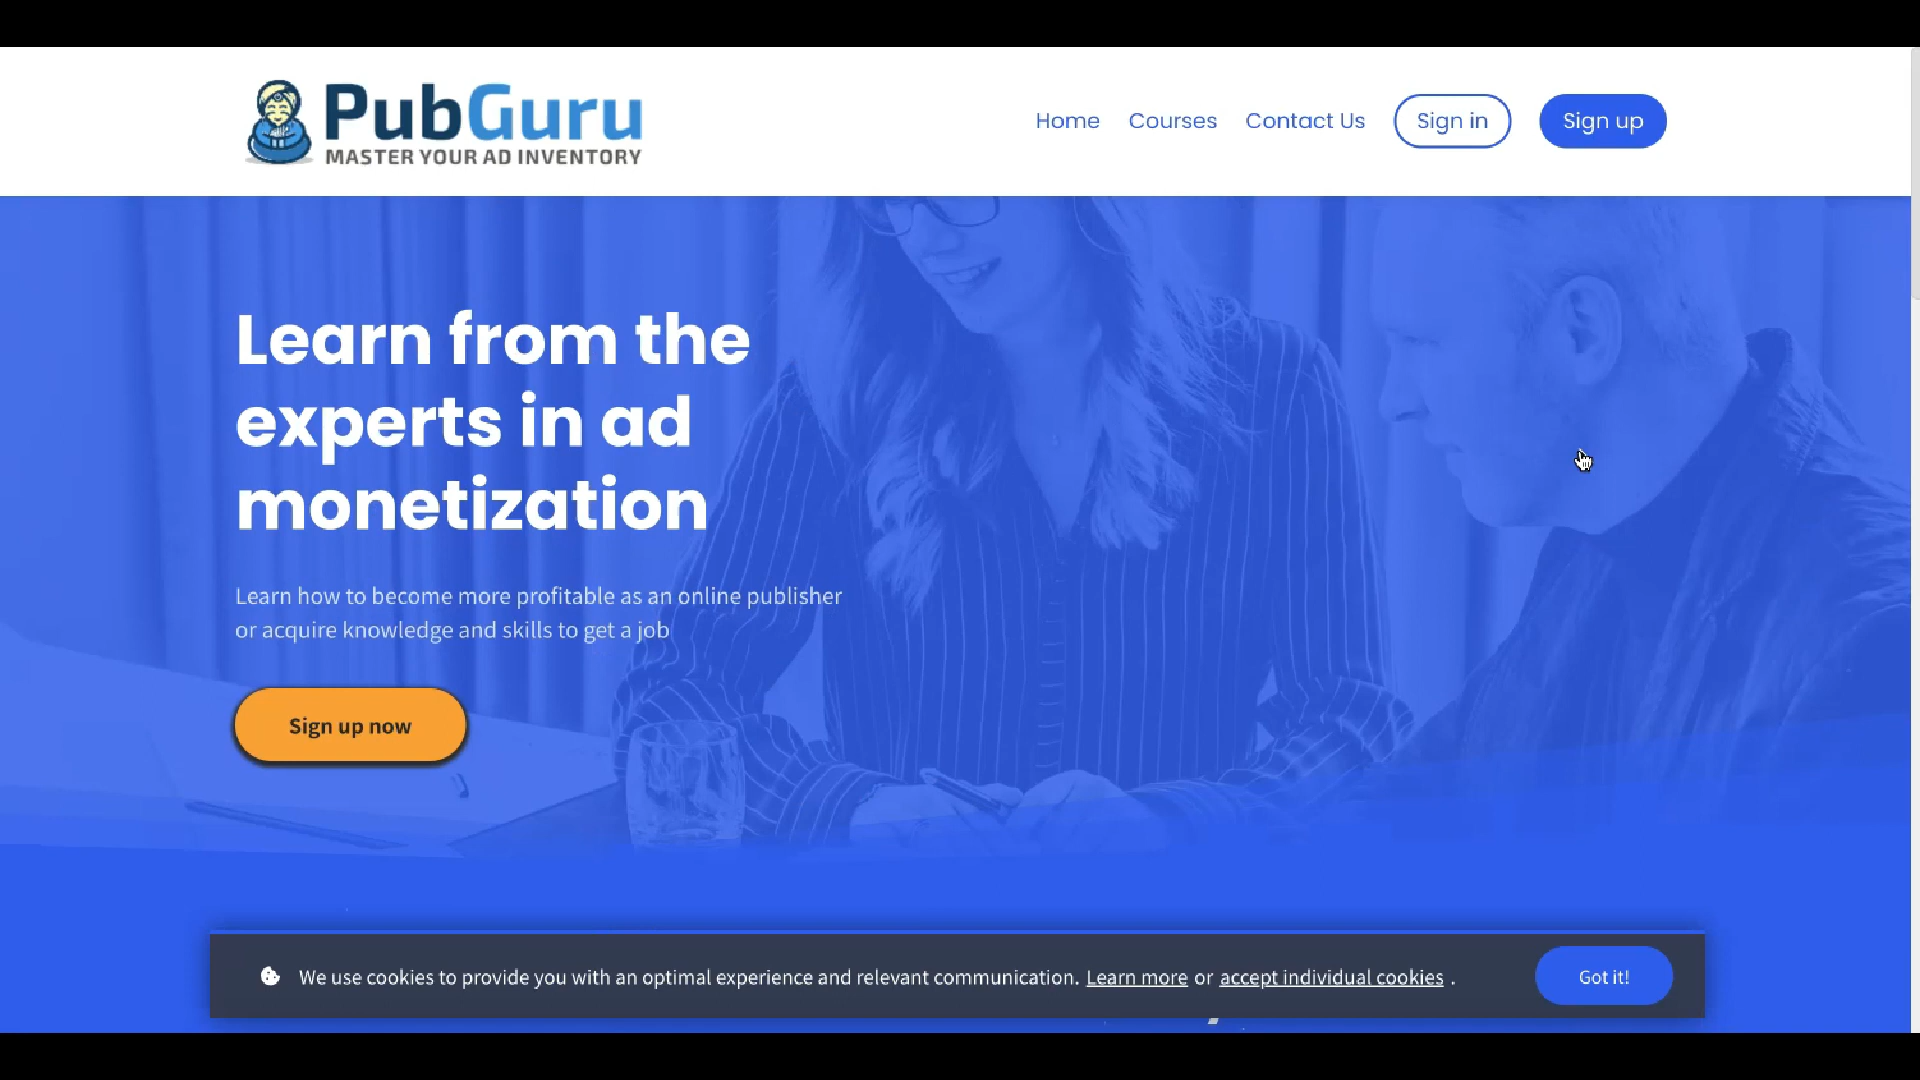 PubGuru
MASTER YOUR AD INVENTORY
Home
Courses
Contact Us
Sign in
Sign up
Learn from the
experts in ad
monetization
Learn how to become more profitable as an online publisher
or acquire knowledge and skills to get a job
Sign up now
We use cookies to provide you with an optimal experience and relevant communication. Learn more or accept individual cookies .
Got it!